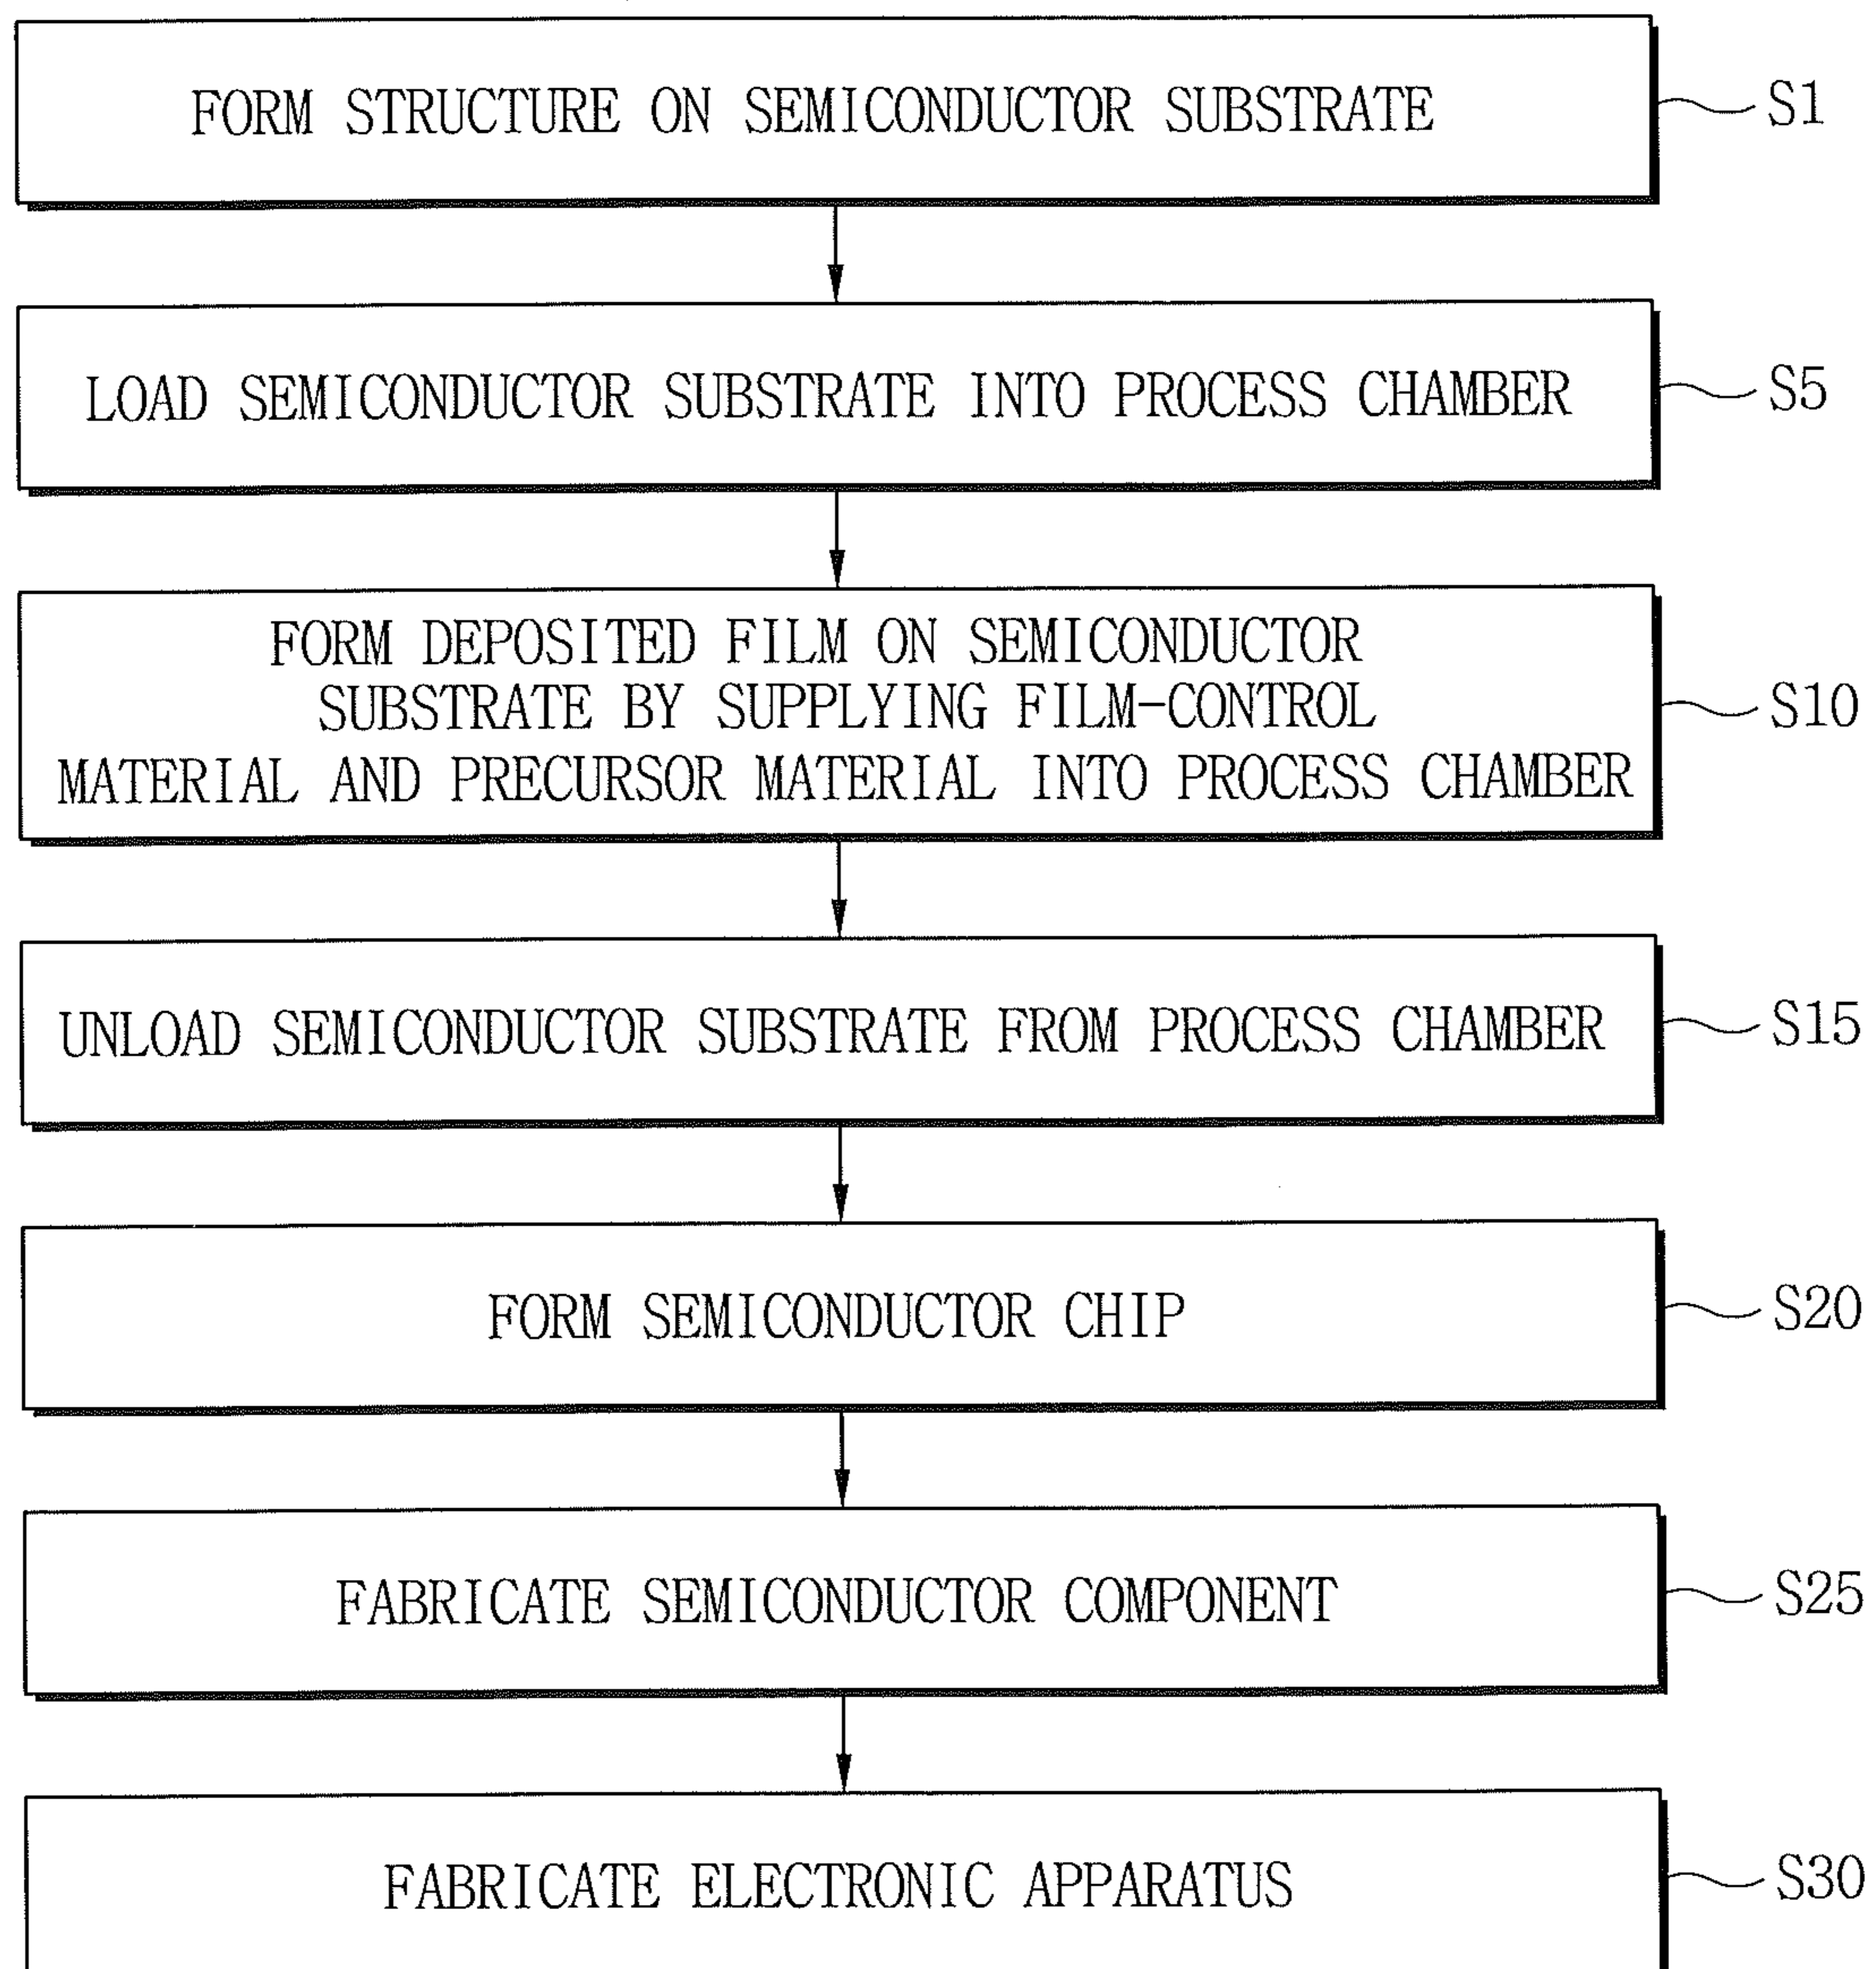 FORM STRUCTURE ON SEMICONDUCTOR SUBSTRATE
S1
LOAD SEMICONDUCTOR SUBSTRATE INTO PROCESS CHAMBER
S5
FORM DEPOSITED FILM ON SEMICONDUCTOR
SUBSTRATE BY SUPPLYING FILM-CONTROL
MATERIAL AND PRECURSOR MATERIAL INTO PROCESS CHAMBER
S10
UNLOAD SEMICONDUCTOR SUBSTRATE FROM PROCESS CHAMBER
S15
FORM SEMICONDUCTOR CHIP
S20
FABRICATE SEMICONDUCTOR COMPONENT
S25
FABRICATE ELECTRONIC APPARATUS
S30